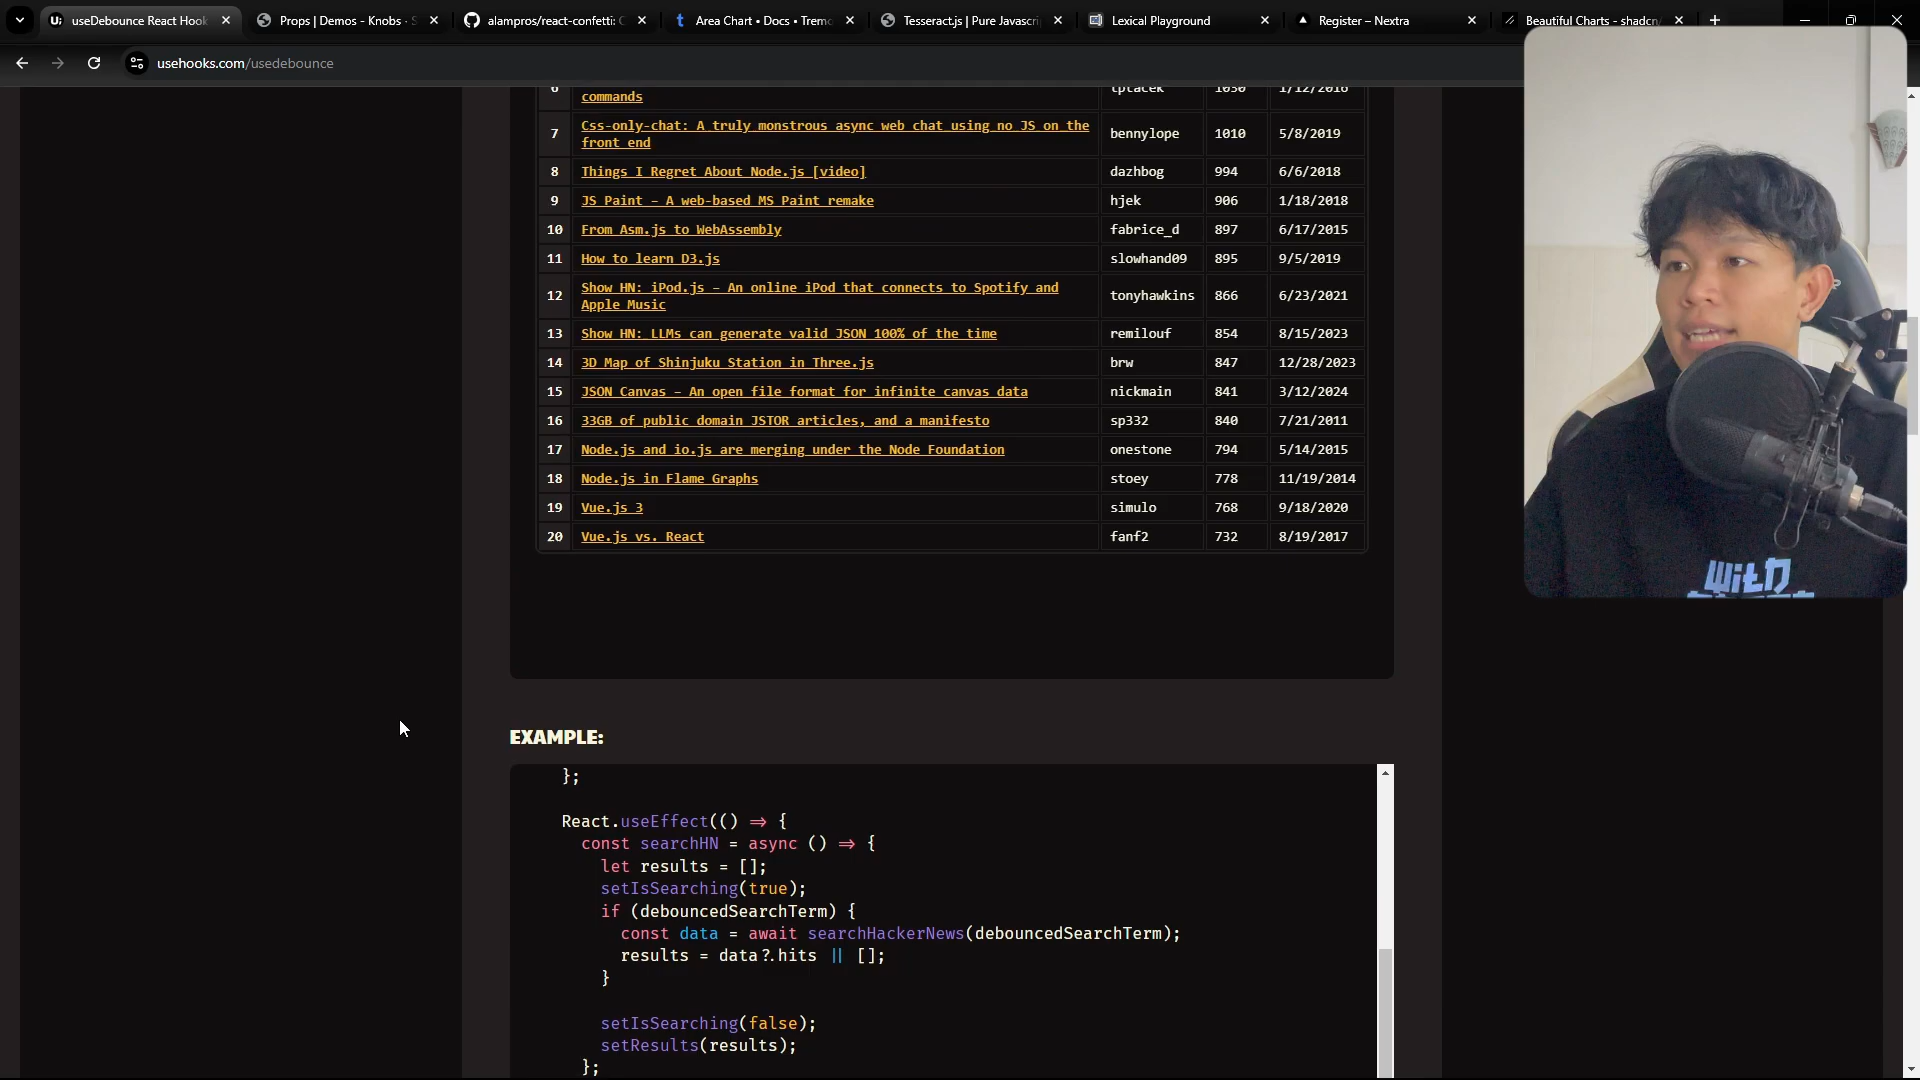 useDebounce React Hook
Props | Demos - Knobs · S
alampros/react-confetti: C
Area Chart • Docs • Tremo
Tesseract.js | Pure Javascri
Lexical Playground
Register – Nextra
Beautiful Charts - shadcn/
usehooks.com/usedebounce
6 commands tptacek 1030 1/12/2016
7 Css-only-chat: A truly monstrous async web chat using no JS on the bennylope 1010 5/8/2019
front end
8 Things I Regret About Node.js [video] dazhbog 994 6/6/2018
9 JS Paint – A web-based MS Paint remake hjek 906 1/18/2018
10 From Asm.js to WebAssembly fabrice_d 897 6/17/2015
11 How to learn D3.js slowhand09 895 9/5/2019
12 Show HN: iPod.js – An online iPod that connects to Spotify and tonyhawkins 866 6/23/2021
Apple Music
13 Show HN: LLMs can generate valid JSON 100% of the time remilouf 854 8/15/2023
14 3D Map of Shinjuku Station in Three.js brw 847 12/28/2023
15 JSON Canvas – An open file format for infinite canvas data nickmain 841 3/12/2024
16 33GB of public domain JSTOR articles, and a manifesto sp332 840 7/21/2011
17 Node.js and io.js are merging under the Node Foundation onestone 794 5/14/2015
18 Node.js in Flame Graphs stoey 778 11/19/2014
19 Vue.js 3 simulo 768 9/18/2020
20 Vue.js vs. React fanf2 732 8/19/2017
WITH
EXAMPLE:
};
React.useEffect(() => {
const searchHN = async () => {
let results = [];
setIsSearching(true);
if (debouncedSearchTerm) {
const data = await searchHackerNews(debouncedSearchTerm);
results = data?.hits || [];
}
setIsSearching(false);
setResults(results);
};